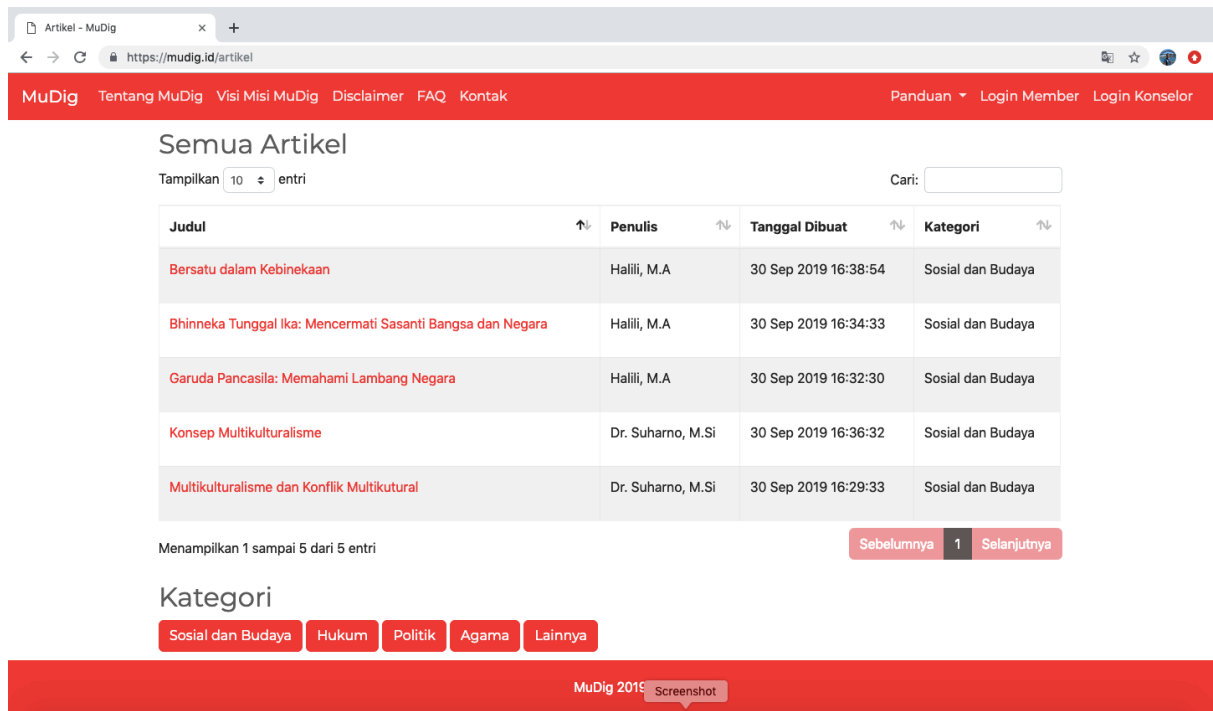 Artikel - MuDig
https://mudig.id/artikel
MuDig Tentang MuDig Visi Misi MuDig Disclaimer FAQ Kontak Panduan Login Member Login Konselor
Semua Artikel
Tampilkan 10 entri Cari:
Judul Penulis Tanggal Dibuat Kategori
Bersatu dalam Kebinekaan Halili, M.A 30 Sep 2019 16:38:54 Sosial dan Budaya
Bhinneka Tunggal Ika: Mencermati Sasanti Bangsa dan Negara Halili, M.A 30 Sep 2019 16:34:33 Sosial dan Budaya
Garuda Pancasila: Memahami Lambang Negara Halili, M.A 30 Sep 2019 16:32:30 Sosial dan Budaya
Konsep Multikulturalisme Dr. Suharno, M.Si 30 Sep 2019 16:36:32 Sosial dan Budaya
Multikulturalisme dan Konflik Multikutural Dr. Suharno, M.Si 30 Sep 2019 16:29:33 Sosial dan Budaya
Menampilkan 1 sampai 5 dari 5 entri Sebelumnya 1 Selanjutnya
Kategori
Sosial dan Budaya Hukum Politik Agama Lainnya
MuDig 2019
Screenshot